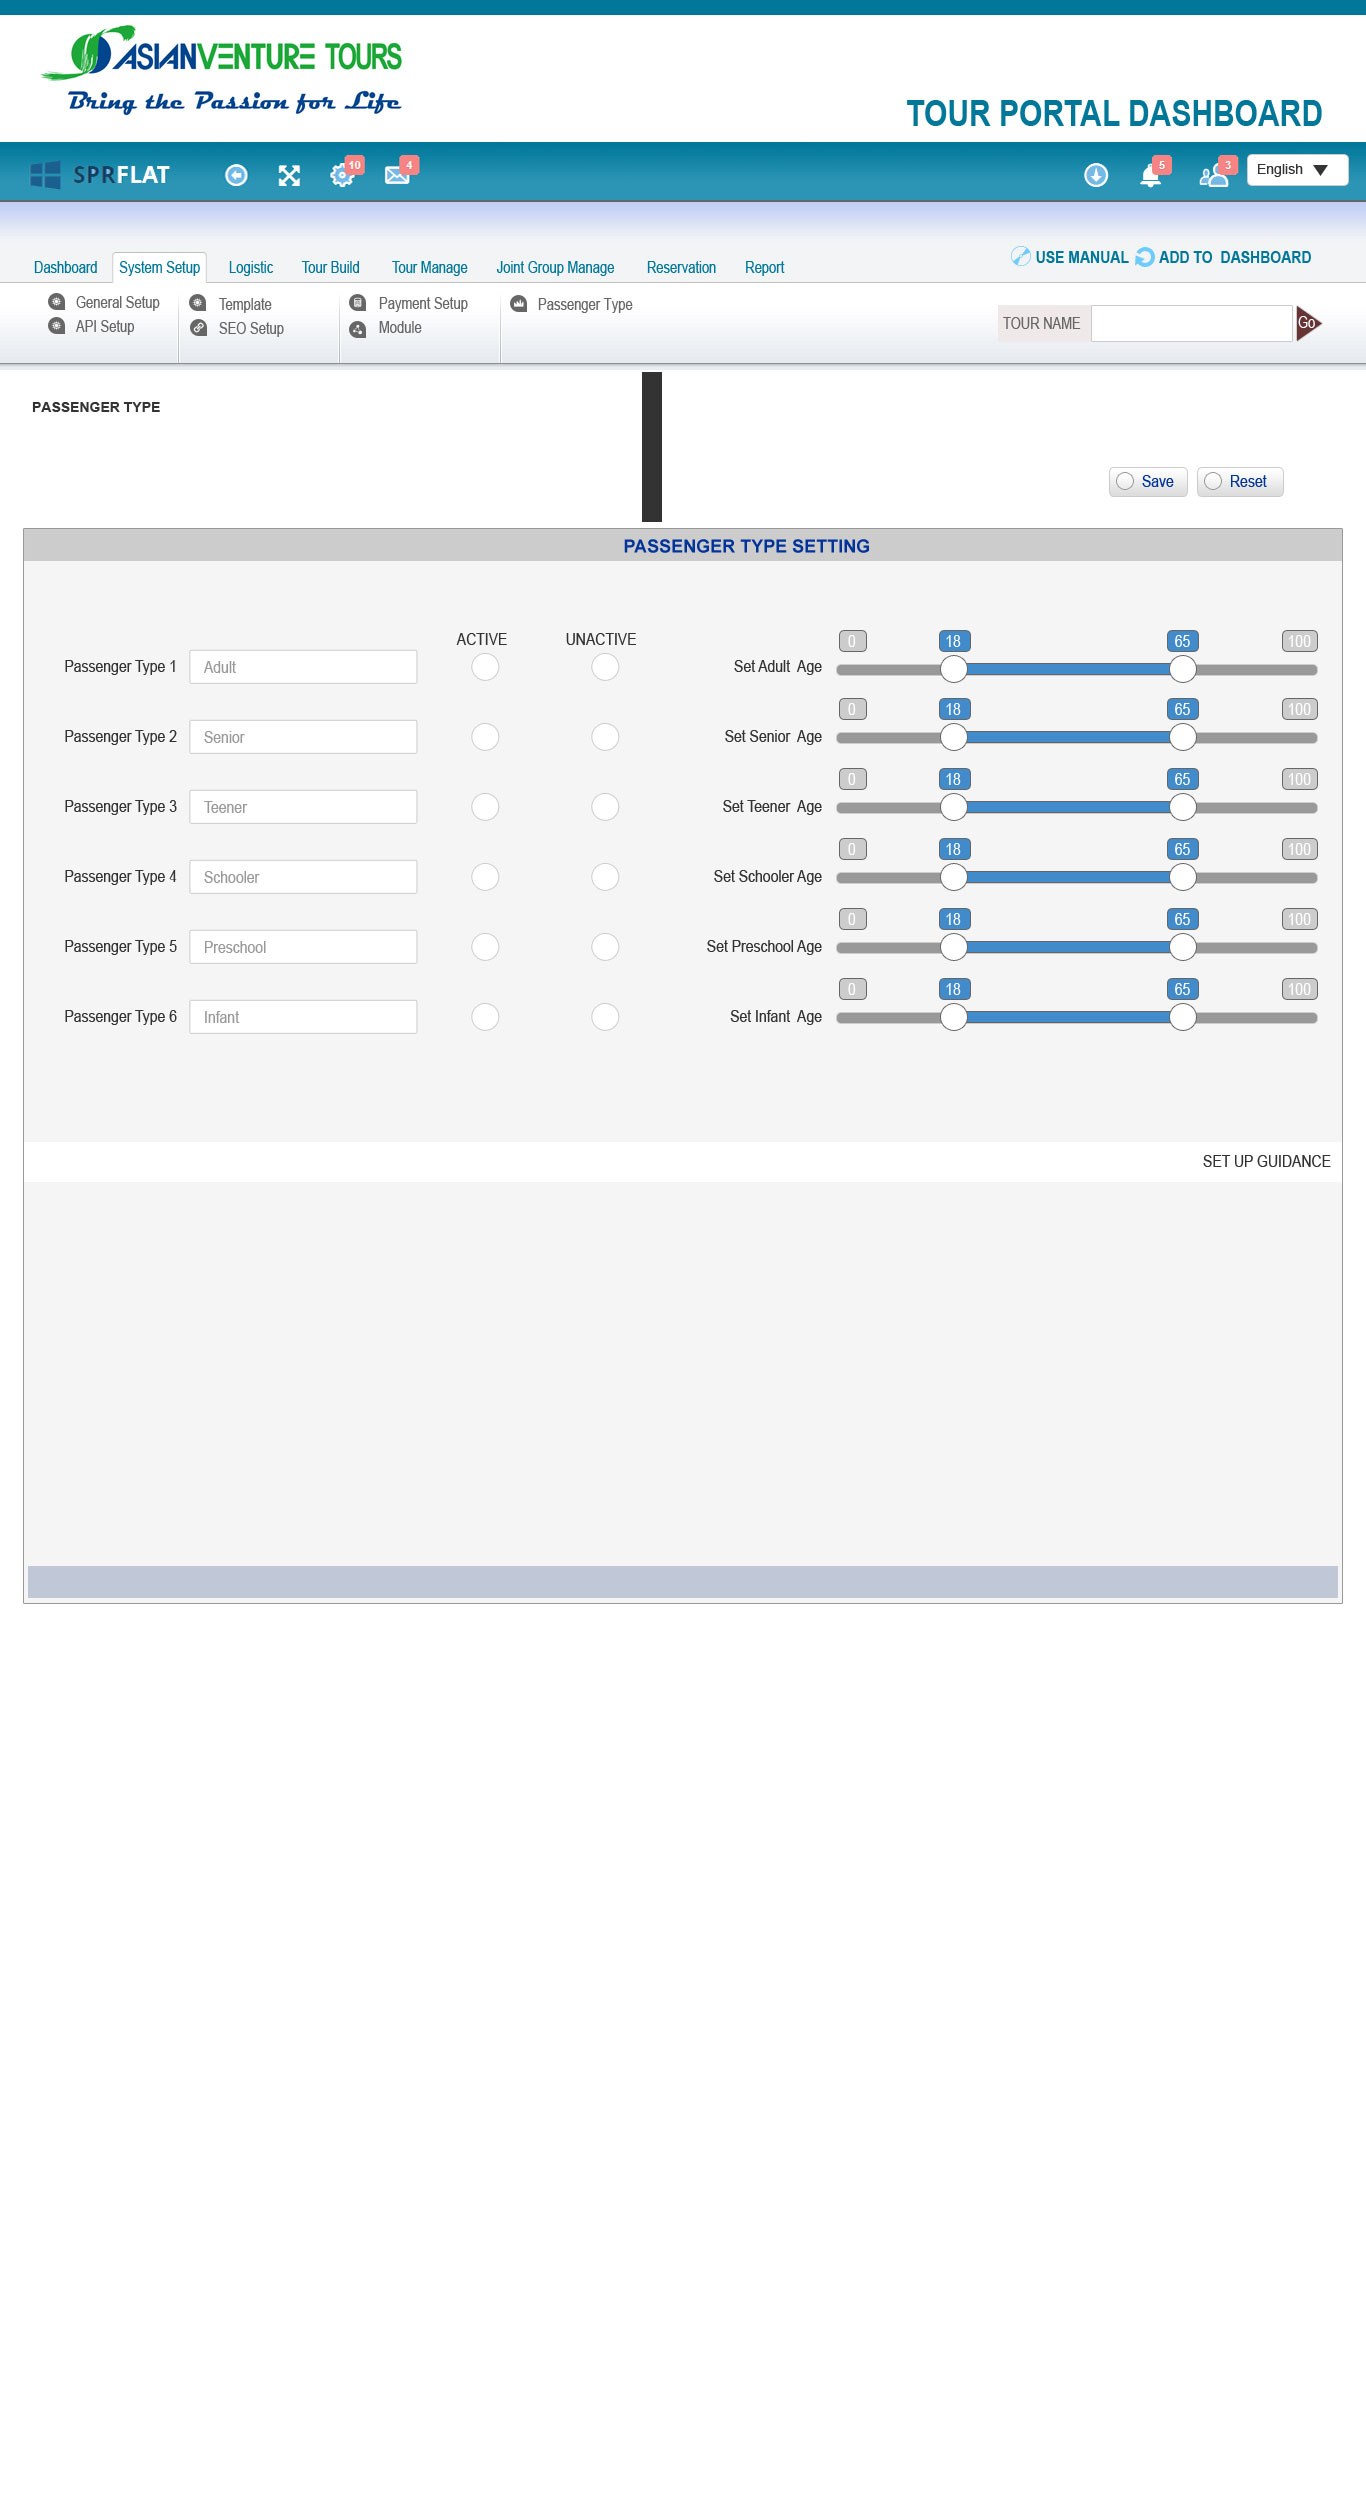 ASIANVENTURE TOURS
Bring the Passion for Life
TOUR PORTAL DASHBOARD
SPRFLAT
10
4
5
3
English
USE MANUAL ADD TO DASHBOARD
Dashboard System Setup Logistic Tour Build Tour Manage Joint Group Manage Reservation Report
General Setup Template Payment Setup Passenger Type
API Setup SEO Setup Module
TOUR NAME Go
PASSENGER TYPE
Save Reset
PASSENGER TYPE SETTING
ACTIVE UNACTIVE 0 18 65 100
Passenger Type 1 Adult Set Adult Age
0 18 65 100
Passenger Type 2 Senior Set Senior Age
0 18 65 100
Passenger Type 3 Teener Set Teener Age
0 18 65 100
Passenger Type 4 Schooler Set Schooler Age
0 18 65 100
Passenger Type 5 Preschool Set Preschool Age
0 18 65 100
Passenger Type 6 Infant Set Infant Age
SET UP GUIDANCE